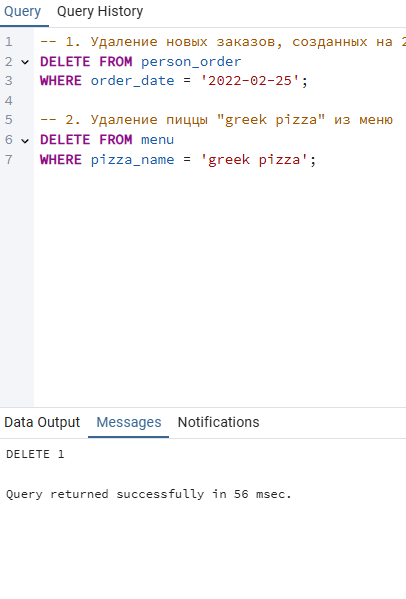 Query Query History
1 -- 1. Удаление новых заказов, созданных на 2
2 DELETE FROM person_order
3 WHERE order_date = '2022-02-25';
4
5 -- 2. Удаление пиццы "greek pizza" из меню
6 DELETE FROM menu
7 WHERE pizza_name = 'greek pizza';
Data Output Messages Notifications
DELETE 1
Query returned successfully in 56 msec.